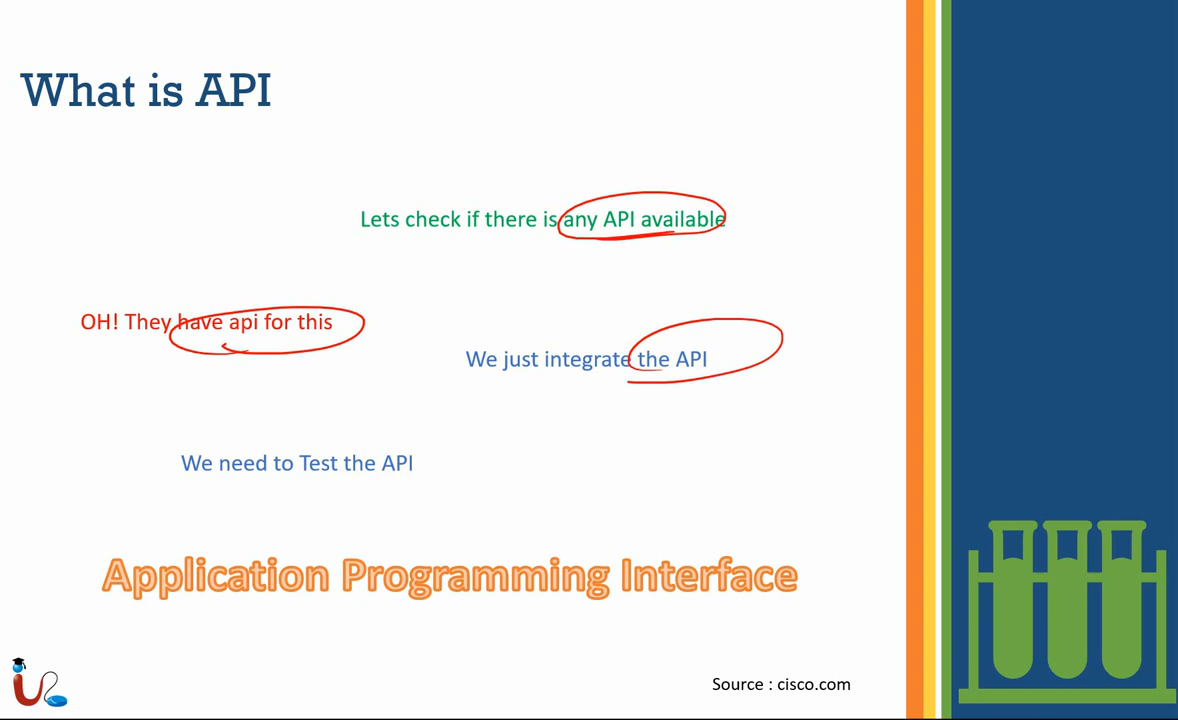 What is API
Lets check if there is any API available
OH! They have api for this
We just integrate the API
We need to Test the API
Application Programming Interface
Source : cisco.com